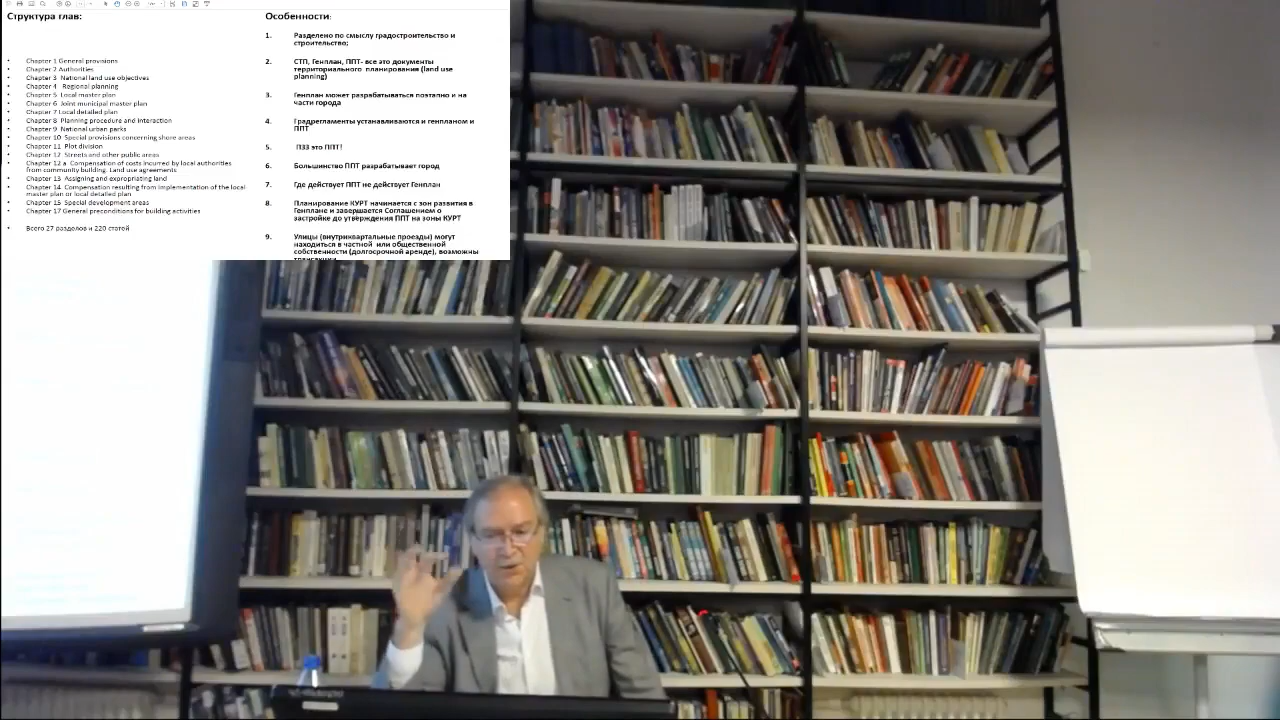 Структура глав:
Chapter 1 General provisions
Chapter 2 Authorities
Chapter 3 National land use objectives
Chapter 4 Regional planning
Chapter 5 Local master plan
Chapter 6 Joint municipal master plan
Chapter 7 Local detailed plan
Chapter 8 Planning procedure and interaction
Chapter 9 National urban parks
Chapter 10 Special provisions concerning shore areas
Chapter 11 Plot division
Chapter 12 Streets and other public areas
Chapter 12 a Compensation of costs incurred by local authorities
from community building. Land use agreements
Chapter 13 Assigning and expropriating land
Chapter 14 Compensation resulting from implementation of the local
master plan or local detailed plan
Chapter 15 Special development areas
Chapter 17 General preconditions for building activities
Всего 27 разделов и 220 статей
Особенности:
1. Разделено по смыслу градостроительство и
строительство;
2. СТП, Генплан, ППТ- все это документы
территориального планирования (land use
planning)
3. Генплан может разрабатываться поэтапно и на
части города
4. Градрегламенты устанавливаются и генпланом и
ППТ
5. ПЗЗ это ППТ!
6. Большинство ППТ разрабатывает город
7. Где действует ППТ не действует Генплан
8. Планирование КУРТ начинается с зон развития в
Генплане и завершается Соглашением о
застройке до утверждения ППТ на зоны КУРТ
9. Улицы (внутриквартальные проезды) могут
находиться в частной или общественной
собственности (долгосрочной аренде), возможны